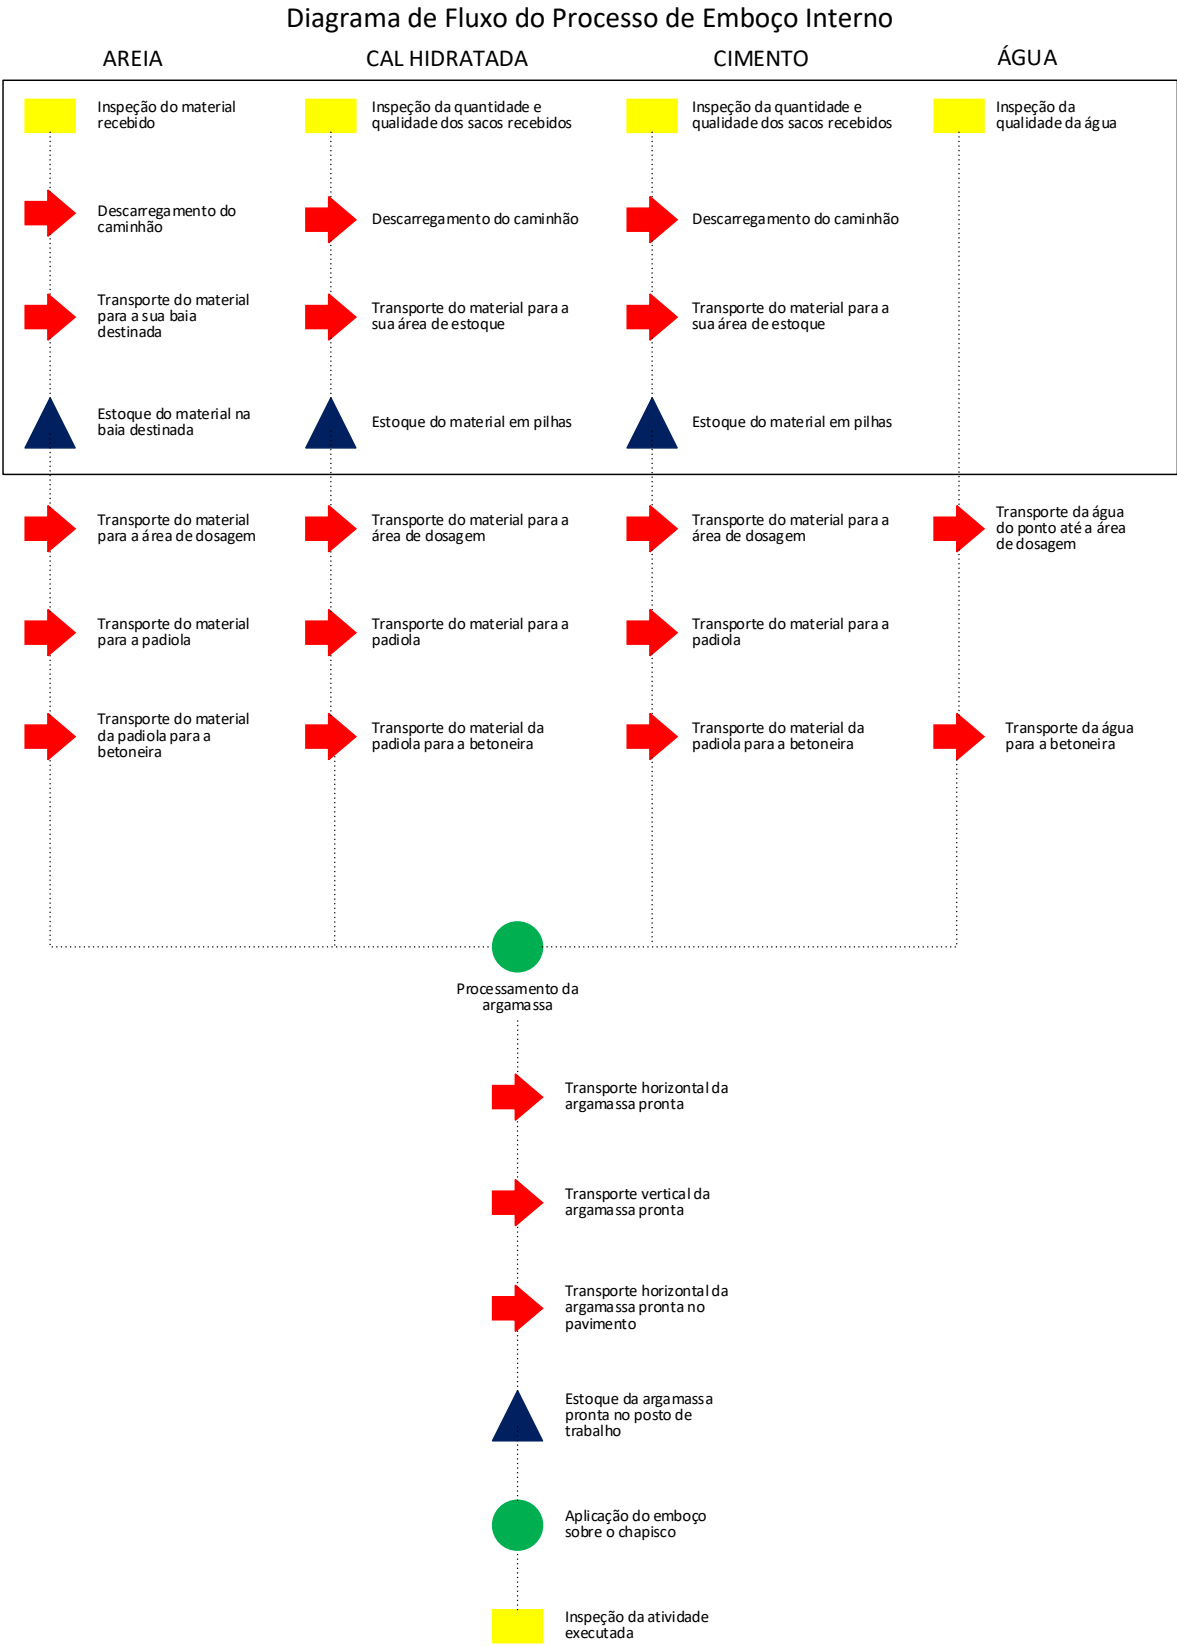 Diagrama de Fluxo do Processo de Emboço Interno
AREIA
CAL HIDRATADA
CIMENTO
ÁGUA
Inspeção do material
recebido
Inspeção da quantidade e
qualidade dos sacos recebidos
Inspeção da quantidade e
qualidade dos sacos recebidos
Inspeção da
qualidade da água
Descarregamento do
caminhão
Descarregamento do caminhão
Descarregamento do caminhão
Transporte do material
para a sua baia
destinada
Transporte do material para a
sua área de estoque
Transporte do material para a
sua área de estoque
Estoque do material na
baia destinada
Estoque do material em pilhas
Estoque do material em pilhas
Transporte do material
para a área de dosagem
Transporte do material para a
área de dosagem
Transporte do material para a
área de dosagem
Transporte da água
do ponto até a área
de dosagem
Transporte do material
para a padiola
Transporte do material para a
padiola
Transporte do material para a
padiola
Transporte do material
da padiola para a
betoneira
Transporte do material da
padiola para a betoneira
Transporte do material da
padiola para a betoneira
Transporte da água
para a betoneira
Processamento da
argamassa
Transporte horizontal da
argamassa pronta
Transporte vertical da
argamassa pronta
Transporte horizontal da
argamassa pronta no
pavimento
Estoque da argamassa
pronta no posto de
trabalho
Aplicação do emboço
sobre o chapisco
Inspeção da atividade
executada